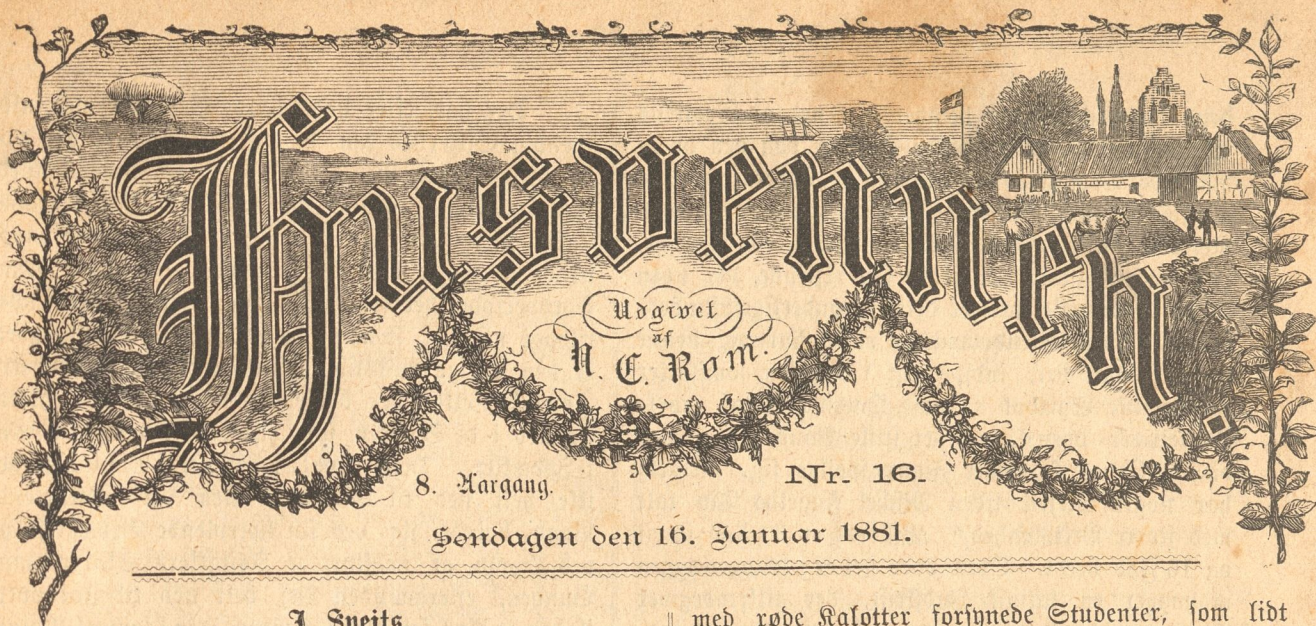 Husvennen.
Udgivet
af
N. C. Rom.
8. Aargang.
Nr. 16.
Søndagen den 16. Januar 1881.
J. Speits
med røde Kalotter forsynede Studenter, som lidt